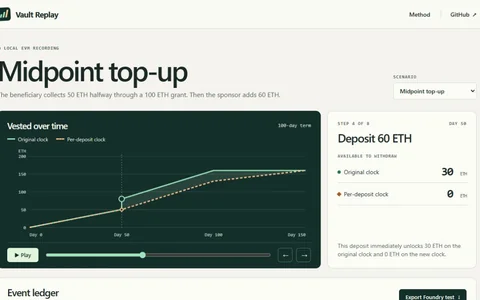 Vault Replay
Method
GitHub ↗
LOCAL EVM RECORDING
Midpoint top-up
The beneficiary collects 50 ETH halfway through a 100 ETH grant. Then the sponsor adds 60 ETH.
SCENARIO
Midpoint top-up
Vested over time
100-day term
Original clock
Per-deposit clock
ETH
200
150
100
50
0
Day 0
Day 50
Day 100
Day 150
▶ Play
←
→
STEP 4 OF 8
DAY 50
Deposit 60 ETH
AVAILABLE TO WITHDRAW
Original clock
30 ETH
Per-deposit clock
0 ETH
This deposit immediately unlocks 30 ETH on the
original clock and 0 ETH on the new clock.
Event ledger
Export Foundry test ↓